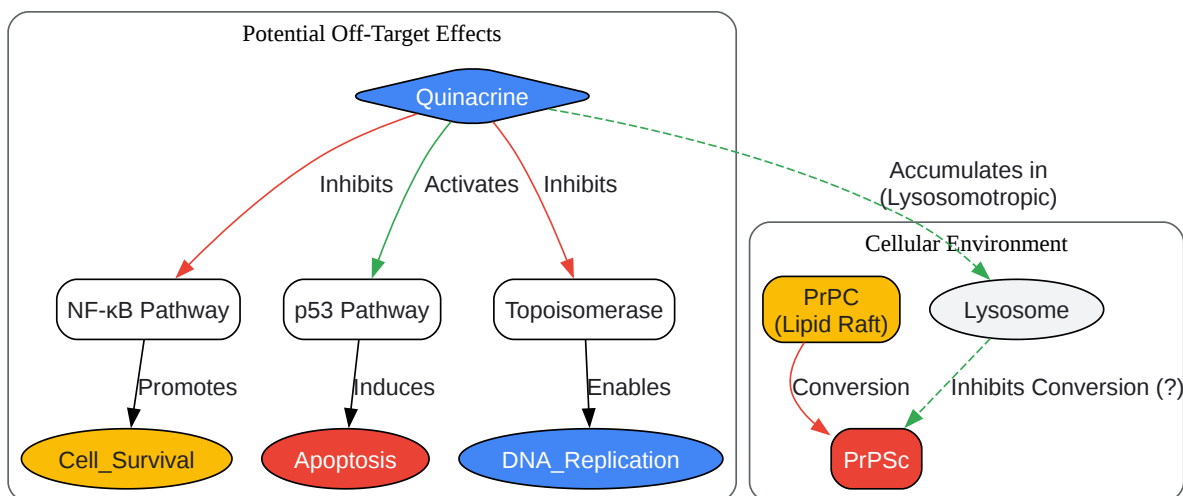 Potential Off-Target Effects
Quinacrine
Inhibits
Activates
Inhibits
Accumulates in
(Lysosomotropic)
Cellular Environment
NF-κB Pathway
p53 Pathway
Topoisomerase
PrPC
(Lipid Raft)
Lysosome
Promotes
Induces
Enables
Conversion
Inhibits Conversion (?)
Cell_Survival
Apoptosis
DNA_Replication
PrPSc